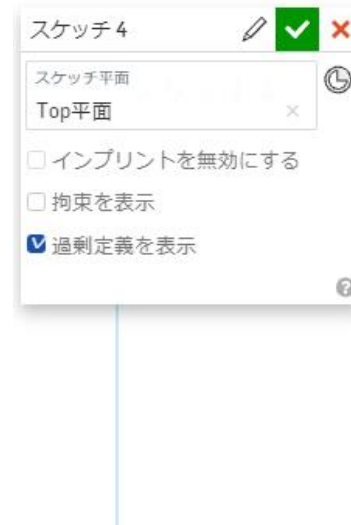 スケッチ 4
スケッチ平面
Top平面
インプリントを無効にする
拘束を表示
過剰定義を表示